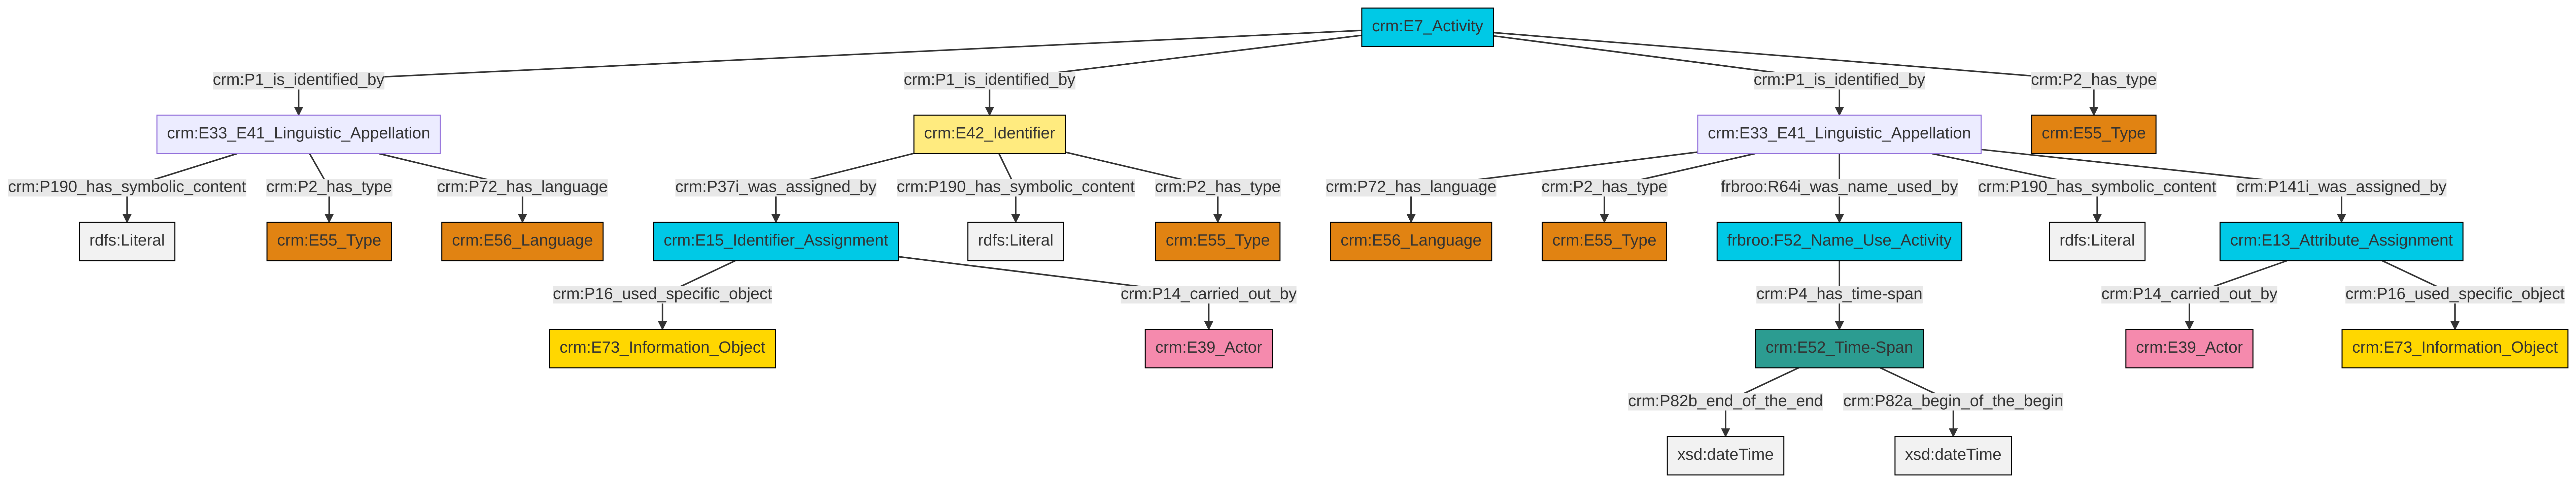 crm:E7_Activity
crm:P1_is_identified_by
crm:P1_is_identified_by
crm:P1_is_identified_by
crm:P2_has_type
crm:E33_E41_Linguistic_Appellation
crm:E42_Identifier
crm:E33_E41_Linguistic_Appellation
crm:E55_Type
crm:P190_has_symbolic_content
crm:P2_has_type
crm:P72_has_language
crm:P37i_was_assigned_by
crm:P190_has_symbolic_content
crm:P2_has_type
crm:P72_has_language
crm:P2_has_type
frbroo:R64i_was_name_used_by
crm:P190_has_symbolic_content
crm:P141i_was_assigned_by
rdfs:Literal
crm:E55_Type
crm:E56_Language
crm:E15_Identifier_Assignment
rdfs:Literal
crm:E55_Type
crm:E56_Language
crm:E55_Type
frbroo:F52_Name_Use_Activity
rdfs:Literal
crm:E13_Attribute_Assignment
crm:P16_used_specific_object
crm:P14_carried_out_by
crm:P4_has_time-span
crm:P14_carried_out_by
crm:P16_used_specific_object
crm:E73_Information_Object
crm:E39_Actor
crm:E52_Time-Span
crm:E39_Actor
crm:E73_Information_Object
crm:P82b_end_of_the_end
crm:P82a_begin_of_the_begin
xsd:dateTime
xsd:dateTime